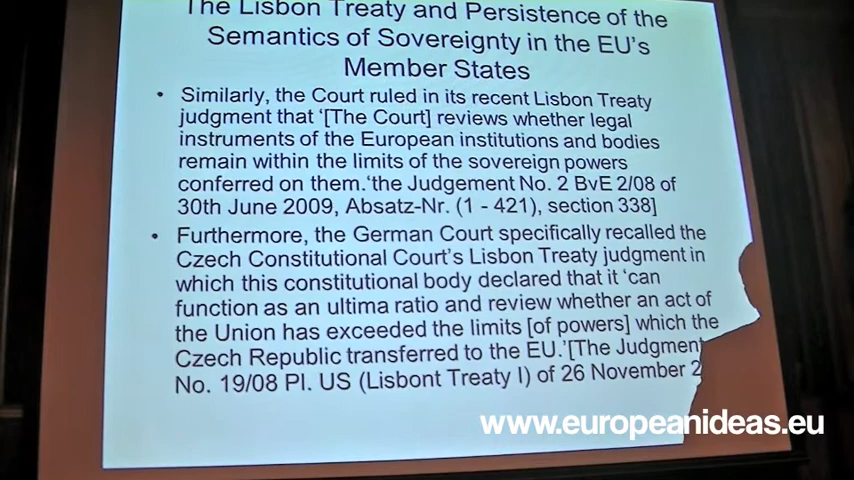 The Lisbon Treaty and Persistence of the
Semantics of Sovereignty in the EU's
Member States
• Similarly, the Court ruled in its recent Lisbon Treaty
judgment that ‘[The Court] reviews whether legal
instruments of the European institutions and bodies
remain within the limits of the sovereign powers
conferred on them.‘the Judgement No. 2 BvE 2/08 of
30th June 2009, Absatz-Nr. (1 - 421), section 338]
• Furthermore, the German Court specifically recalled the
Czech Constitutional Court's Lisbon Treaty judgment in
which this constitutional body declared that it ‘can
function as an ultima ratio and review whether an act of
the Union has exceeded the limits [of powers] which the
Czech Republic transferred to the EU.’[The Judgment
No. 19/08 Pl. US (Lisbont Treaty I) of 26 November 2
www.europeanideas.eu